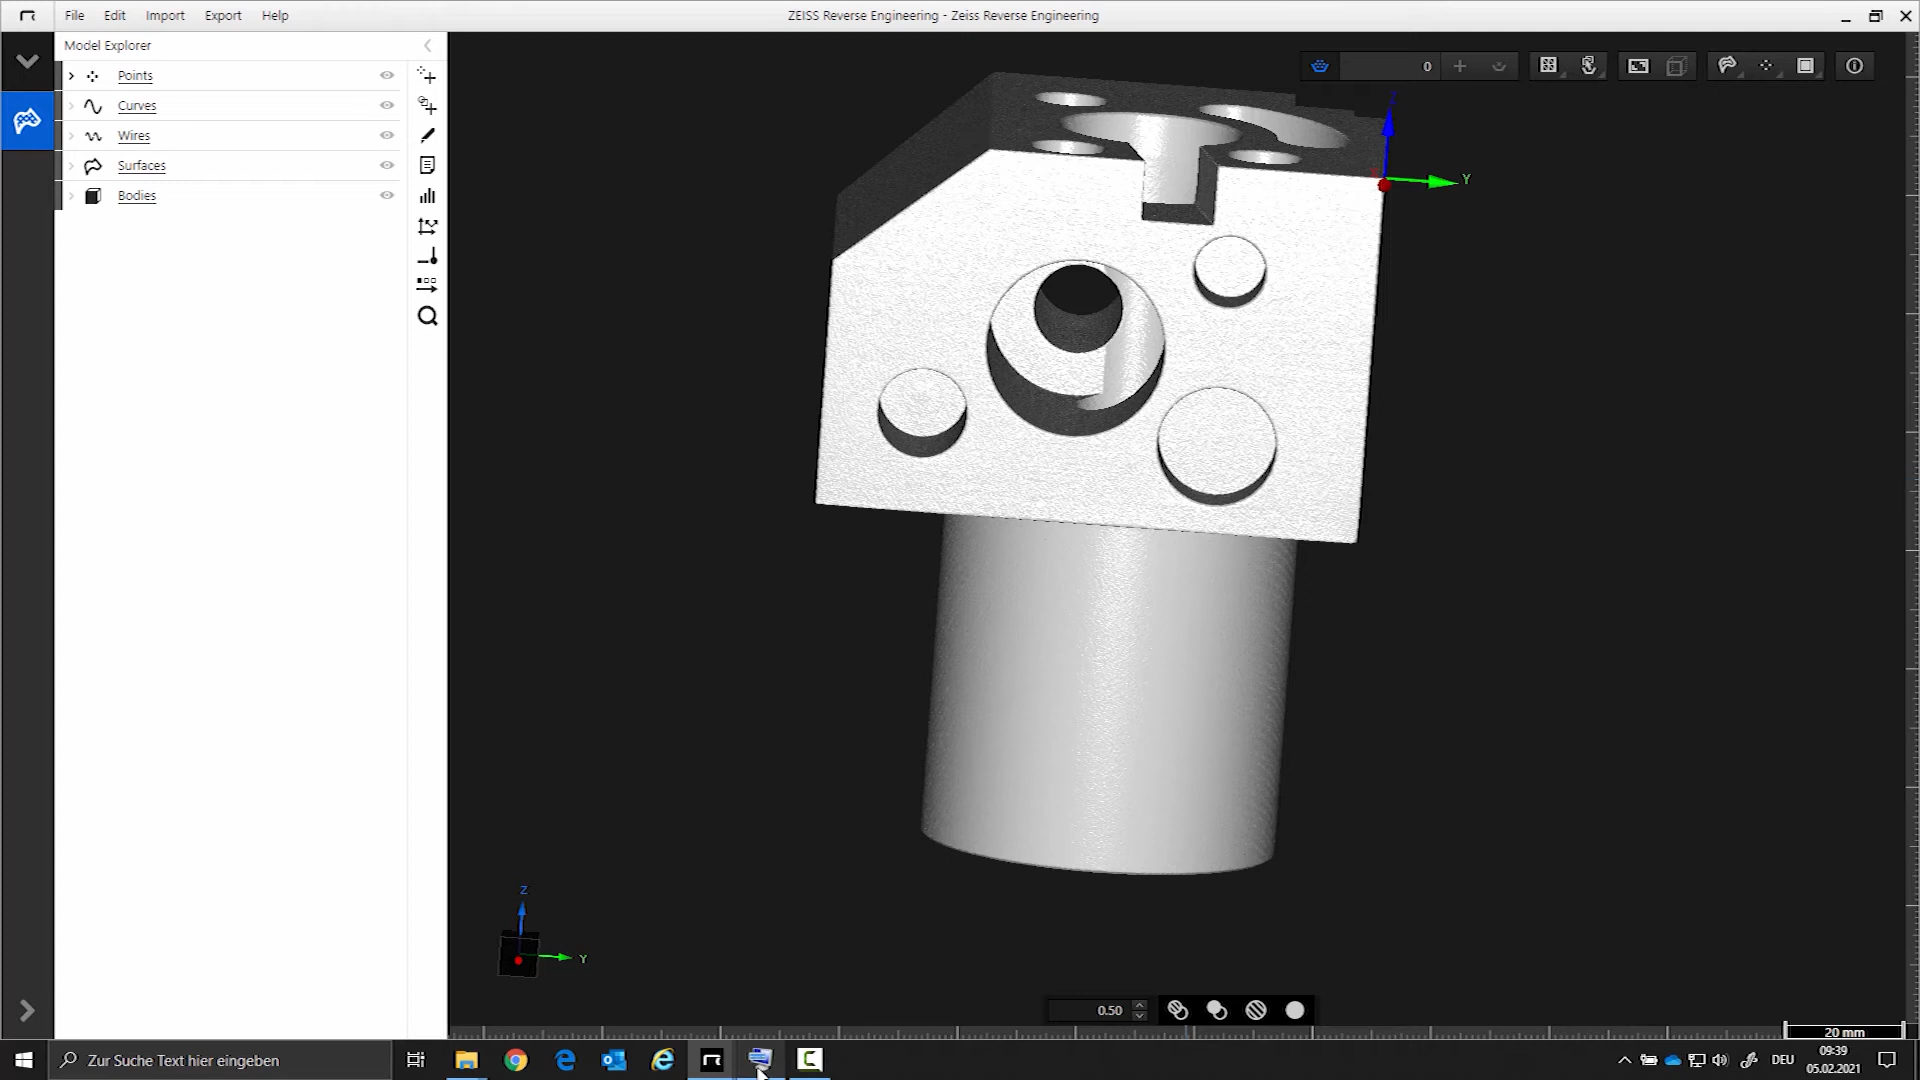 File Edit Import Export Help
ZEISS Reverse Engineering - Zeiss Reverse Engineering
Model Explorer
Points
Curves
Wires
Surfaces
Bodies
0
Y
Z
Y
0.50
20 mm
Zur Suche Text hier eingeben
DEU
09:39
05.02.2021